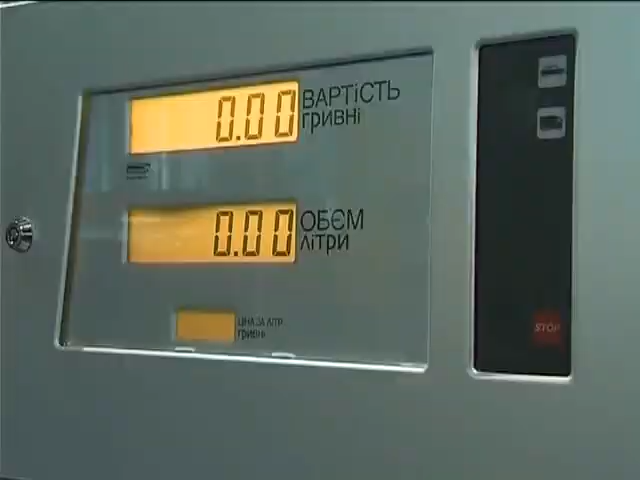 0.00
ВАРТіСТЬ
гривні
0.00
ОБЄМ
літри
ЦІНА ЗА ЛІТР
гривні
STOP